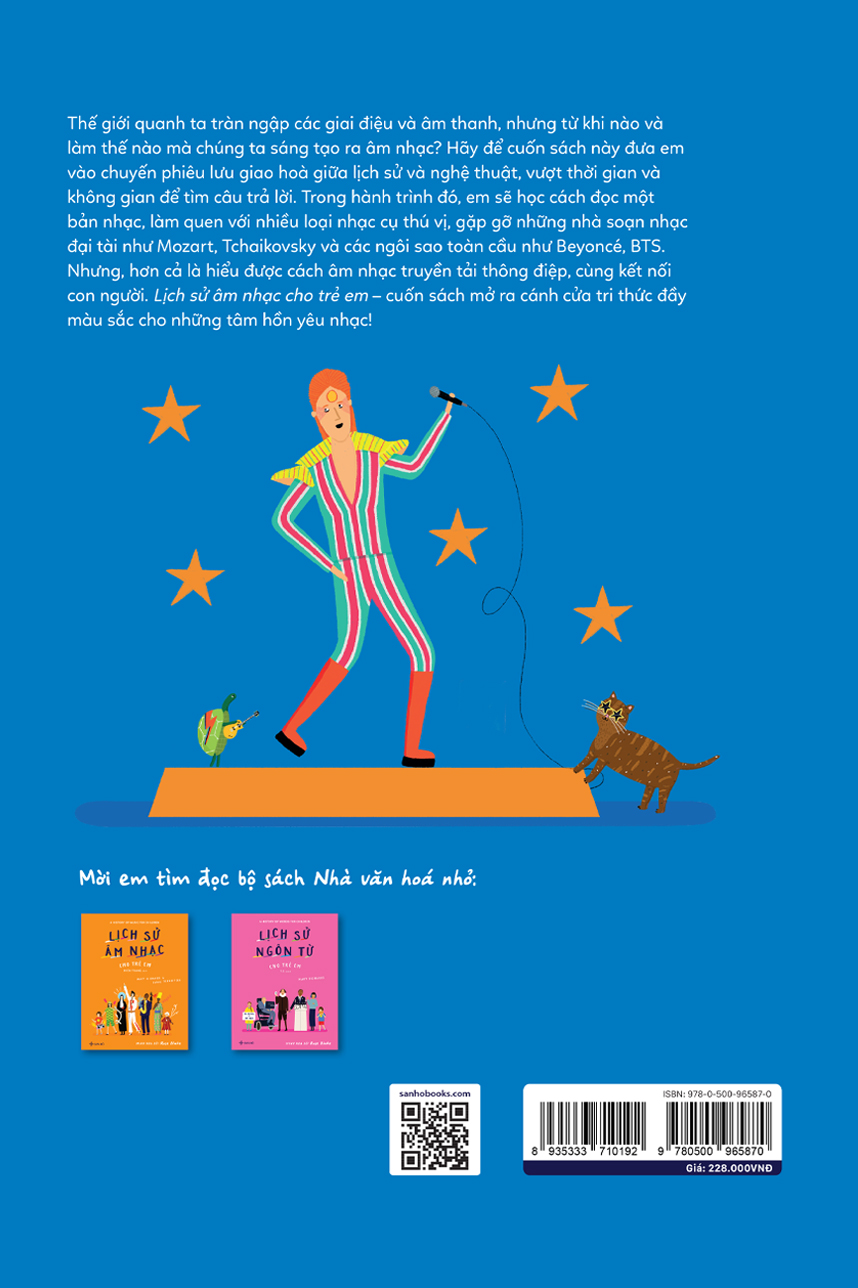 Thế giới quanh ta tràn ngập các giai điệu và âm thanh, nhưng từ khi nào và
làm thế nào mà chúng ta sáng tạo ra âm nhạc? Hãy để cuốn sách này đưa em
vào chuyến phiêu lưu giao hoà giữa lịch sử và nghệ thuật, vượt thời gian và
không gian để tìm câu trả lời. Trong hành trình đó, em sẽ học cách đọc một
bản nhạc, làm quen với nhiều loại nhạc cụ thú vị, gặp gỡ những nhà soạn nhạc
đại tài như Mozart, Tchaikovsky và các ngôi sao toàn cầu như Beyoncé, BTS.
Nhưng, hơn cả là hiểu được cách âm nhạc truyền tải thông điệp, cùng kết nối
con người. Lịch sử âm nhạc cho trẻ em – cuốn sách mở ra cánh cửa tri thức đầy
màu sắc cho những tâm hồn yêu nhạc!
Mời em tìm đọc bộ sách Nhà văn hoá nhỏ:
LỊCH SỬ
ÂM NHẠC
CHO TRẺ EM
LỊCH SỬ
NGÔN TỪ
CHO TRẺ EM
sanhobooks.com
ISBN: 978-0-500-96587-0
8 935333 710192
9 780500 965870
Giá: 228.000VNĐ